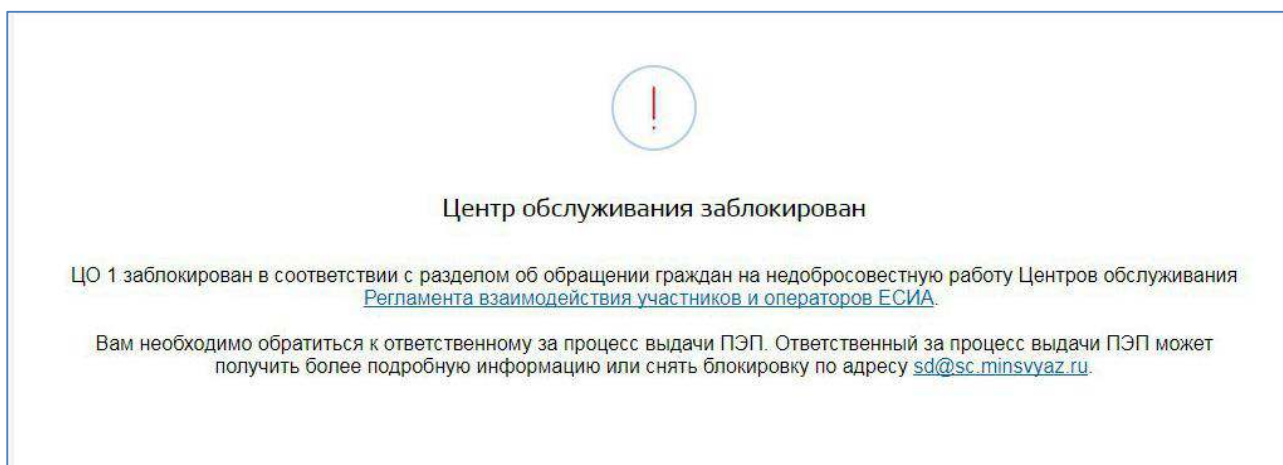 !
Центр обслуживания заблокирован
ЦО 1 заблокирован в соответствии с разделом об обращении граждан на недобросовестную работу Центров обслуживания
Регламента взаимодействия участников и операторов ЕСИА.
Вам необходимо обратиться к ответственному за процесс выдачи ПЭП. Ответственный за процесс выдачи ПЭП может
получить более подробную информацию или снять блокировку по адресу sd@sc.minsvyaz.ru.